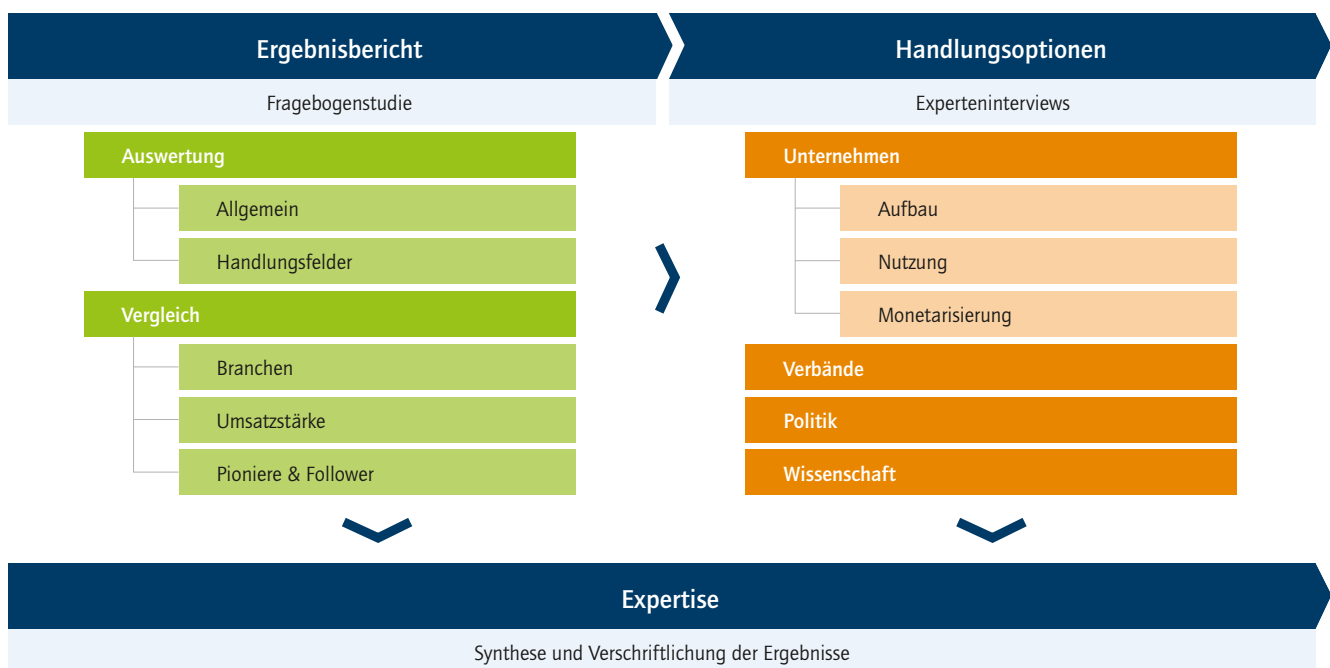 Ergebnisbericht
Fragebogenstudie
Auswertung
Allgemein
Handlungsfelder
Vergleich
Branchen
Umsatzstärke
Pioniere & Follower
Handlungsoptionen
Experteninterviews
Unternehmen
Aufbau
Nutzung
Monetarisierung
Verbände
Politik
Wissenschaft
Expertise
Synthese und Verschriftlichung der Ergebnisse